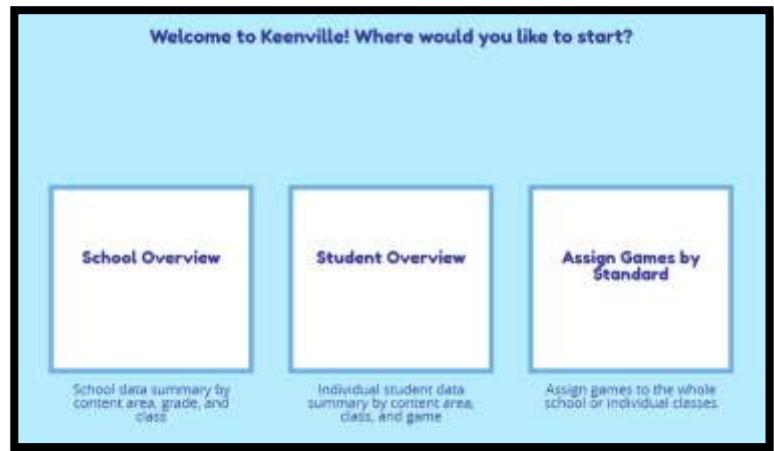 Welcome to Keenville! Where would you like to start?
School Overview
Student Overview
Assign Games by
Standard
School data summary by
content area, grade, and
class
Individual student data
summary by content area,
class, and game
Assign games to the whole
school or individual classes